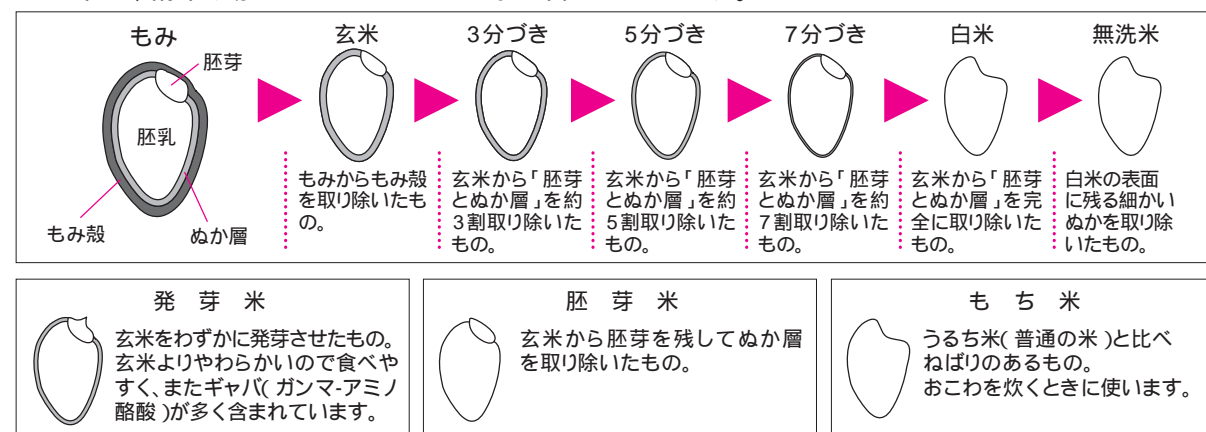 もみ
胚芽
胚乳
もみ殻
ぬか層
玄米
もみからもみ殻
を取り除いたも
の。
3分づき
玄米から「胚芽
とぬか層」を約
3割取り除いた
もの。
5分づき
玄米から「胚芽
とぬか層」を約
5割取り除いた
もの。
7分づき
玄米から「胚芽
とぬか層」を約
7割取り除いた
もの。
白米
玄米から「胚芽
とぬか層」を完
全に取り除いた
もの。
無洗米
白米の表面
に残る細かい
ぬかを取り除
いたもの。
発芽米
玄米をわずかに発芽させたもの。
玄米よりやわらかいので食べや
すく、またギャバ(ガンマ-アミノ
酪酸)が多く含まれています。
胚芽米
玄米から胚芽を残してぬか層
を取り除いたもの。
もち米
うるち米(普通の米)と比べ
ねばりのあるもの。
おこわを炊くときに使います。